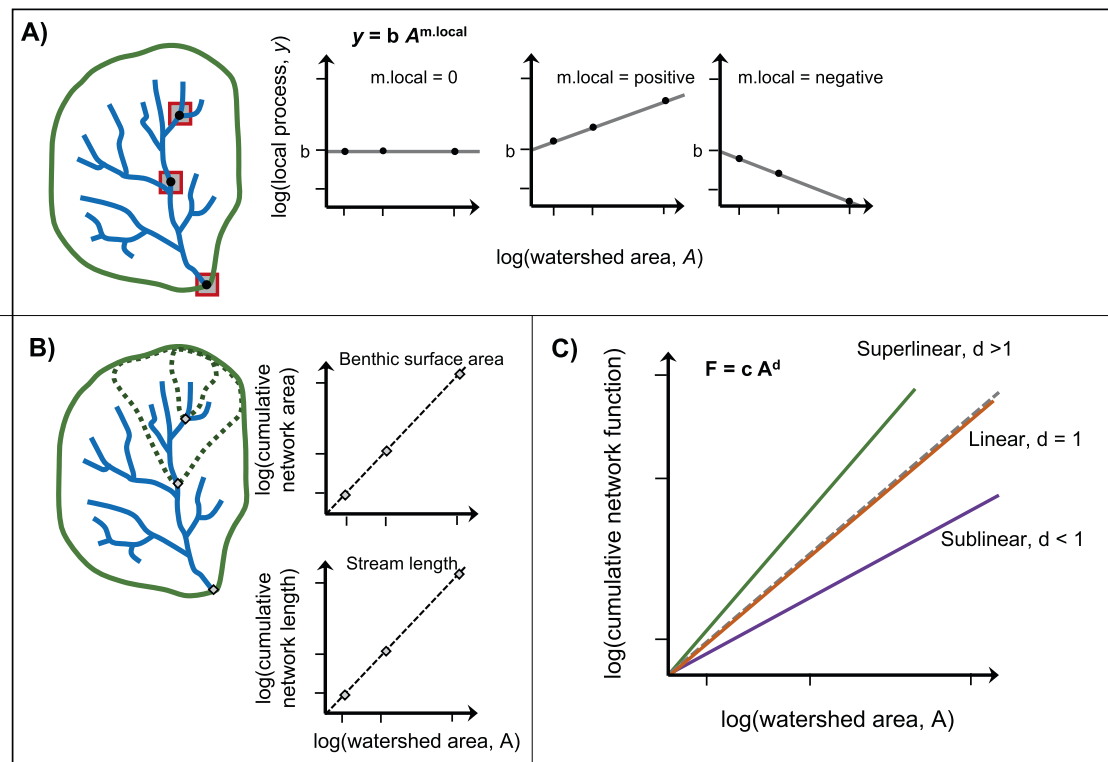 A)
y = b A^m.local
log(local process, y)
m.local = 0
b
m.local = positive
b
m.local = negative
b
log(watershed area, A)
B)
Benthic surface area
log(cumulative
network area)
Stream length
log(cumulative
network length)
log(watershed area, A)
C)
F = c A^d
Superlinear, d >1
Linear, d = 1
Sublinear, d < 1
log(cumulative network function)
log(watershed area, A)